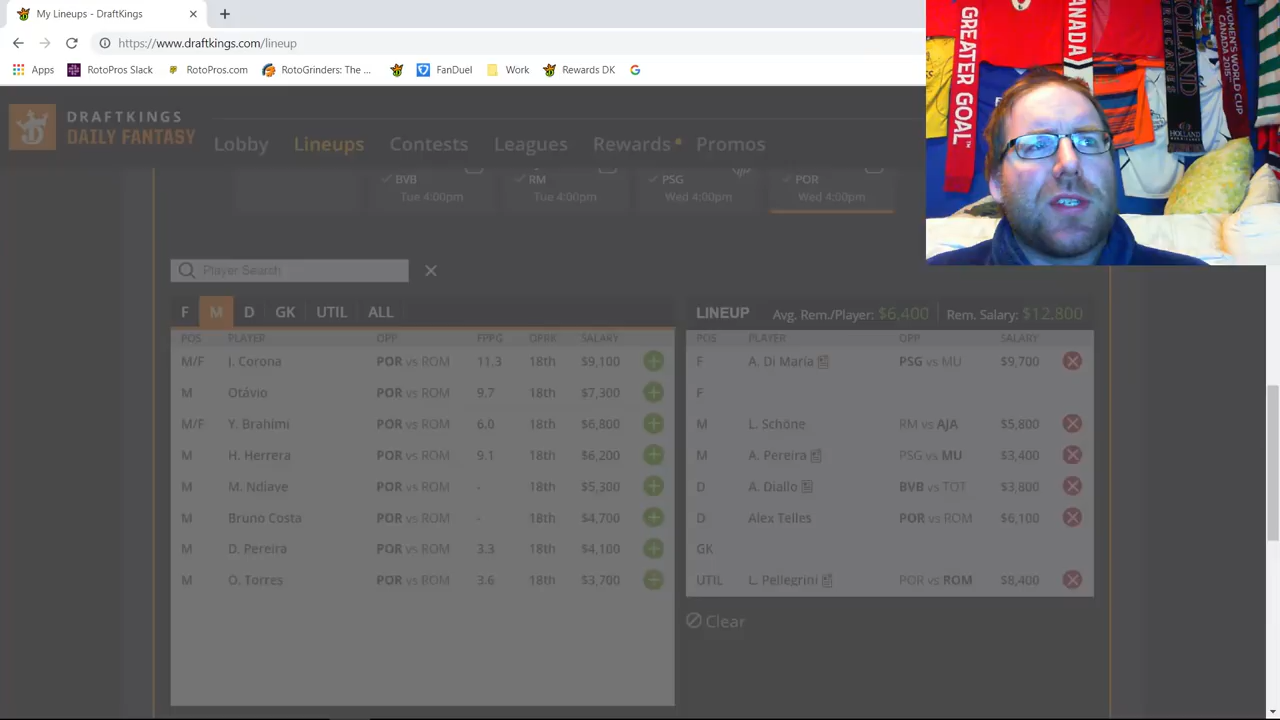 My Lineups - DraftKings
https://www.draftkings.com/lineup
Apps RotoPros Slack RotoPros.com RotoGrinders: The ... FanDuel Work Rewards DK
DRAFTKINGS
DAILY FANTASY
Lobby Lineups Contests Leagues Rewards Promos
BVB RM PSG POR
Tue 4:00pm Tue 4:00pm Wed 4:00pm Wed 4:00pm
Player Search
F M D GK UTIL ALL
POS PLAYER OPP FPPG OPRK SALARY
M/F J. Corona POR vs ROM 11.3 18th $9,100
M Otávio POR vs ROM 9.7 18th $7,300
M/F Y. Brahimi POR vs ROM 6.0 18th $6,800
M H. Herrera POR vs ROM 9.1 18th $6,200
M M. Ndiaye POR vs ROM - 18th $5,300
M Bruno Costa POR vs ROM - 18th $4,700
M D. Pereira POR vs ROM 3.3 18th $4,100
M O. Torres POR vs ROM 3.6 18th $3,700
LINEUP Avg. Rem./Player: $6,400 Rem. Salary: $12,800
POS PLAYER OPP SALARY
F A. Di María PSG vs MU $9,700
F
M L. Schöne RM vs AJA $5,800
M A. Pereira PSG vs MU $3,400
D A. Diallo BVB vs TOT $3,800
D Alex Telles POR vs ROM $6,100
GK
UTIL L. Pellegrini POR vs ROM $8,400
Clear
GREATER GOAL™
CANADA
HOLLAND
HOLLAND
FIFA WOMEN'S WORLD CUP
CANADA 2015™